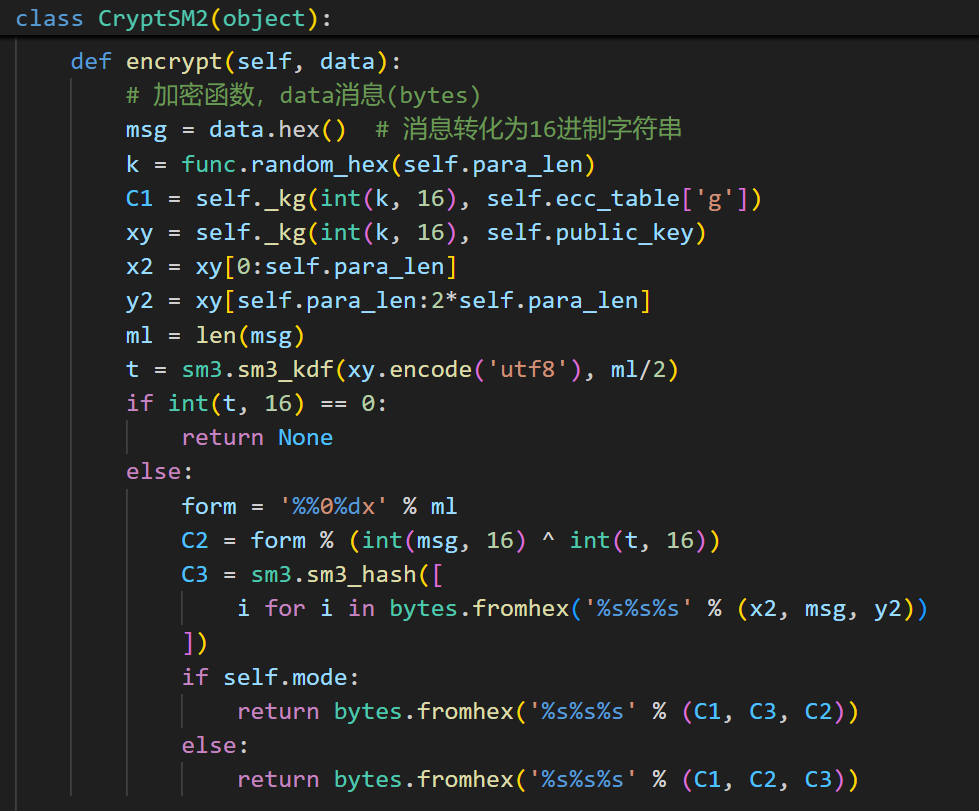 class CryptSM2(object):
    def encrypt(self, data):
        # 加密函数，data消息(bytes)
        msg = data.hex()  # 消息转化为16进制字符串
        k = func.random_hex(self.para_len)
        C1 = self._kg(int(k, 16), self.ecc_table['g'])
        xy = self._kg(int(k, 16), self.public_key)
        x2 = xy[0:self.para_len]
        y2 = xy[self.para_len:2*self.para_len]
        ml = len(msg)
        t = sm3.sm3_kdf(xy.encode('utf8'), ml/2)
        if int(t, 16) == 0:
            return None
        else:
            form = '%%0%dx' % ml
            C2 = form % (int(msg, 16) ^ int(t, 16))
            C3 = sm3.sm3_hash([
                i for i in bytes.fromhex('%s%s%s' % (x2, msg, y2))
            ])
            if self.mode:
                return bytes.fromhex('%s%s%s' % (C1, C3, C2))
            else:
                return bytes.fromhex('%s%s%s' % (C1, C2, C3))